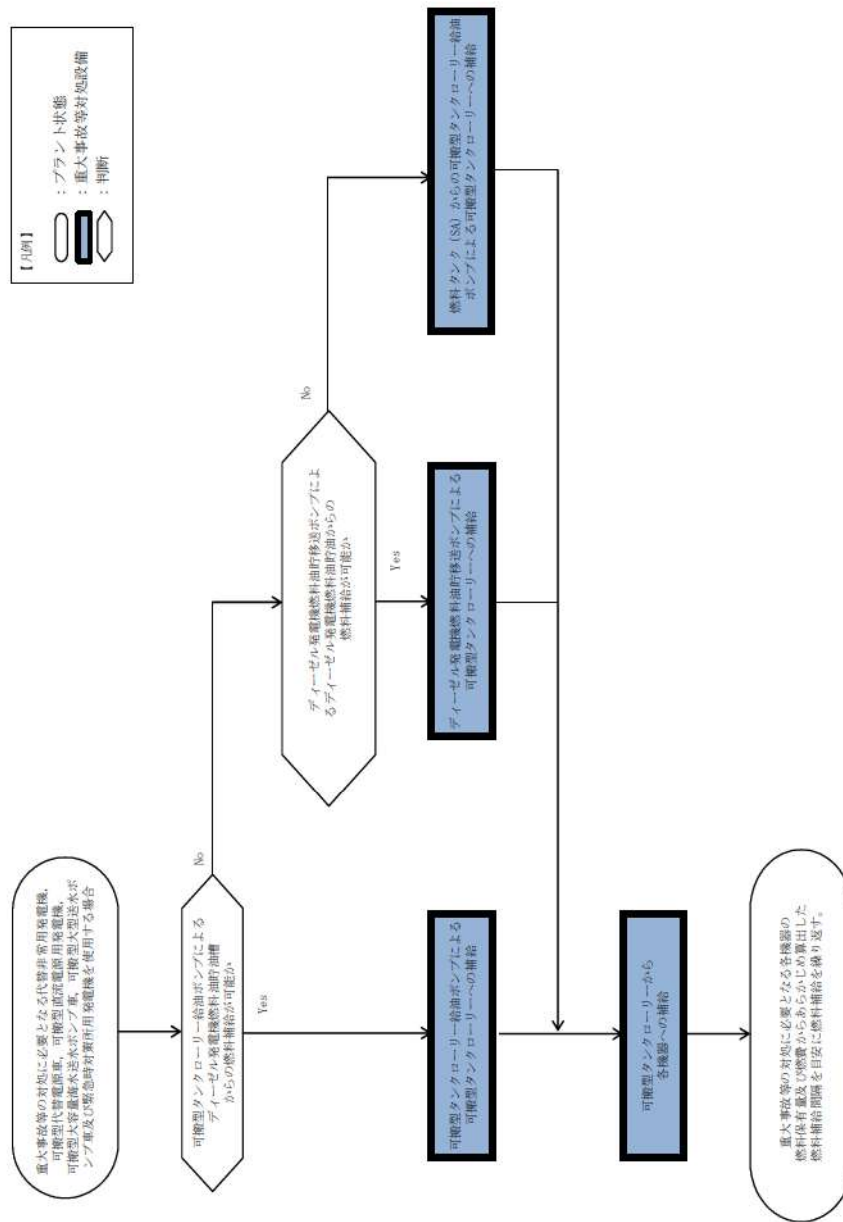 【凡例】
：プラント状態
：重大事故等対処設備
：判断
重大事故等の対処に必要となる代替非常用発電機，
可搬型代替電源車，可搬型直流電源用発電機，
可搬型大容量海水送水ポンプ車，可搬型大型送水ポ
ンプ車及び緊急時対策所用発電機を使用する場合
可搬型タンクローリー給油ポンプによる
ディーゼル発電機燃料油貯油槽
からの燃料補給が可能か
No
Yes
ディーゼル発電機燃料油貯移送ポンプによ
るディーゼル発電機燃料油貯油からの
燃料補給が可能か
No
Yes
可搬型タンクローリー給油ポンプによる
可搬型タンクローリーへの補給
ディーゼル発電機燃料油貯移送ポンプによる
可搬型タンクローリーへの補給
燃料タンク（SA）からの可搬型タンクローリー給油
ポンプによる可搬型タンクローリーへの補給
可搬型タンクローリーから
各機器への補給
重大事故等の対処に必要となる各機器の
燃料保有量及び燃費からあらかじめ算出した
燃料補給間隔を目安に燃料補給を繰り返す。